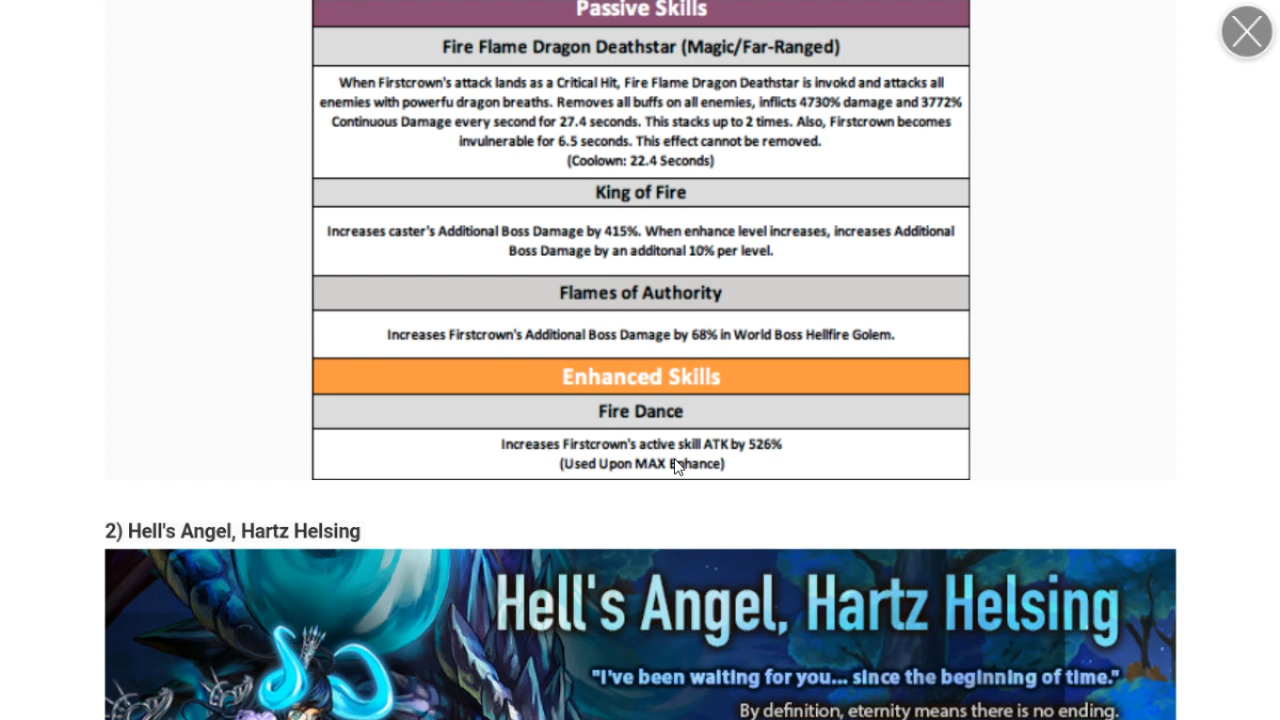 Passive Skills
Fire Flame Dragon Deathstar (Magic/Far-Ranged)
When Firstcrown's attack lands as a Critical Hit, Fire Flame Dragon Deathstar is invokd and attacks all
enemies with powerfu dragon breaths. Removes all buffs on all enemies, inflicts 4730% damage and 3772%
Continuous Damage every second for 27.4 seconds. This stacks up to 2 times. Also, Firstcrown becomes
invulnerable for 6.5 seconds. This effect cannot be removed.
(Coolown: 22.4 Seconds)
King of Fire
Increases caster's Additional Boss Damage by 415%. When enhance level increases, increases Additional
Boss Damage by an additonal 10% per level.
Flames of Authority
Increases Firstcrown's Additional Boss Damage by 68% in World Boss Hellfire Golem.
Enhanced Skills
Fire Dance
Increases Firstcrown's active skill ATK by 526%
(Used Upon MAX Enhance)
2) Hell's Angel, Hartz Helsing
Hell's Angel, Hartz Helsing
"I've been waiting for you... since the beginning of time."
By definition, eternity means there is no ending.